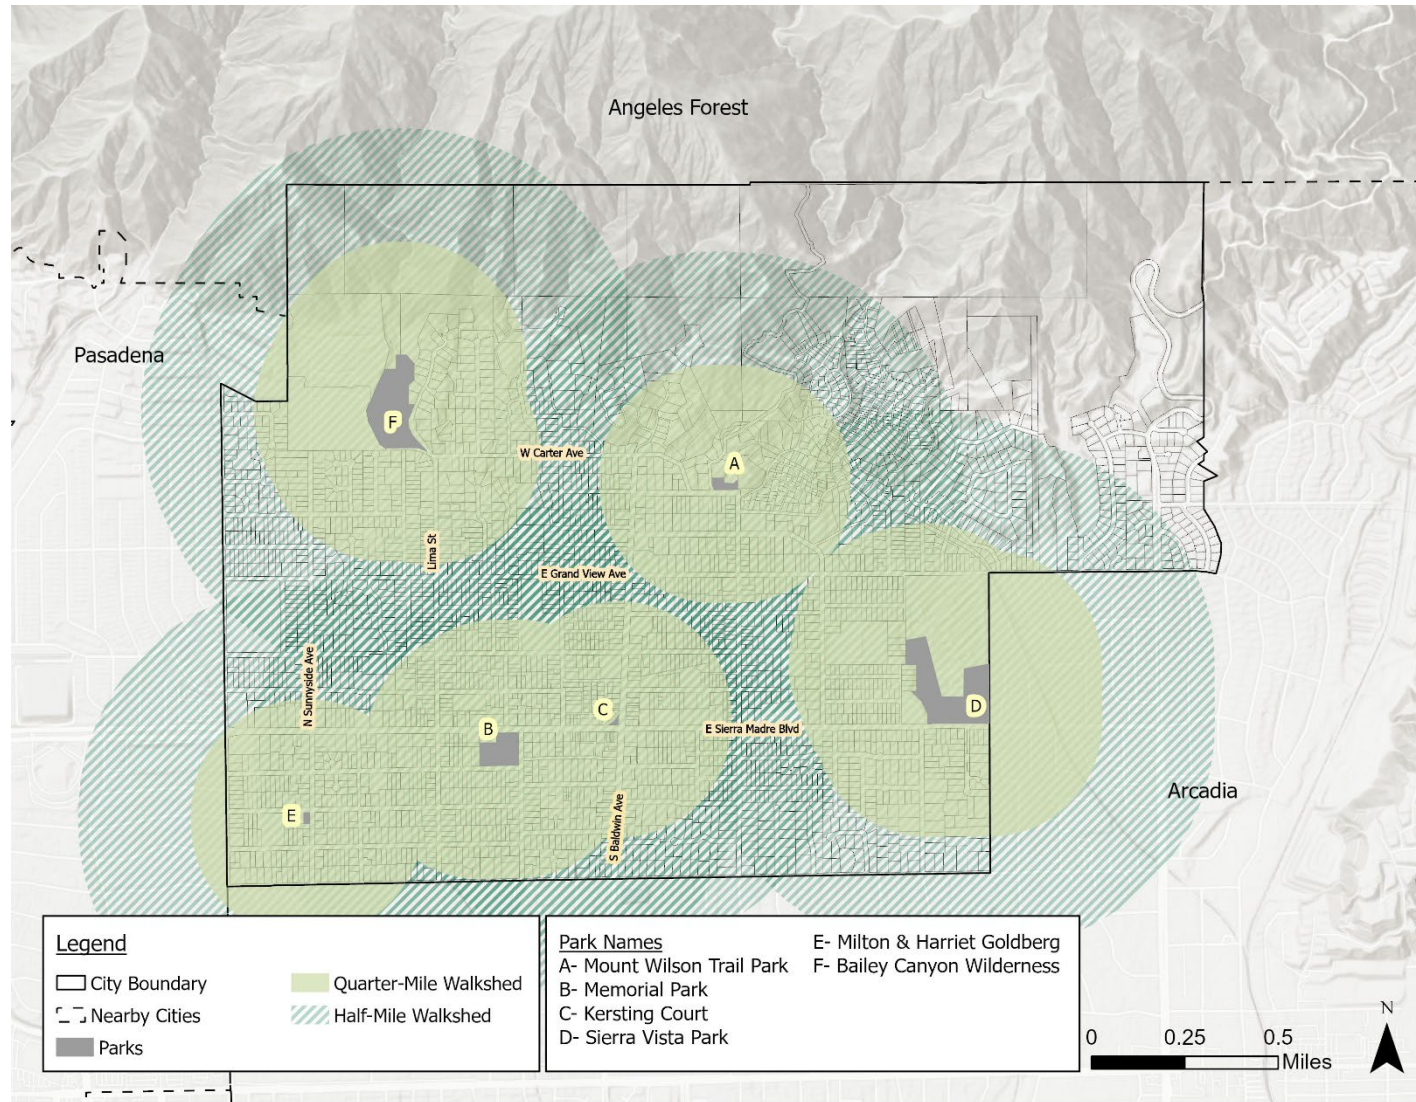 Angeles Forest
Pasadena
F
W Carter Ave
A
Lima St
E Grand View Ave
N Sunnyside Ave
C
B
D
E Sierra Madre Blvd
Arcadia
E
S Baldwin Ave
Legend
City Boundary
Nearby Cities
Parks
Quarter-Mile Walkshed
Half-Mile Walkshed
Park Names
A- Mount Wilson Trail Park
B- Memorial Park
C- Kersting Court
D- Sierra Vista Park
E- Milton & Harriet Goldberg
F- Bailey Canyon Wilderness
N
0 0.25 0.5
Miles